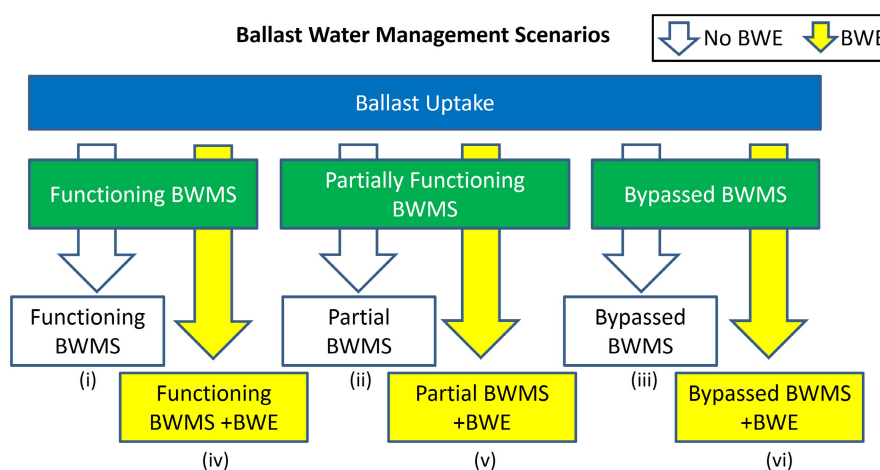 Ballast Water Management Scenarios
No BWE
BWE
Ballast Uptake
Functioning BWMS
Partially Functioning
BWMS
Bypassed BWMS
Functioning
BWMS
Partial
BWMS
Bypassed
BWMS
(i)
(ii)
(iii)
Functioning
BWMS +BWE
Partial BWMS
+BWE
Bypassed BWMS
+BWE
(iv)
(v)
(vi)